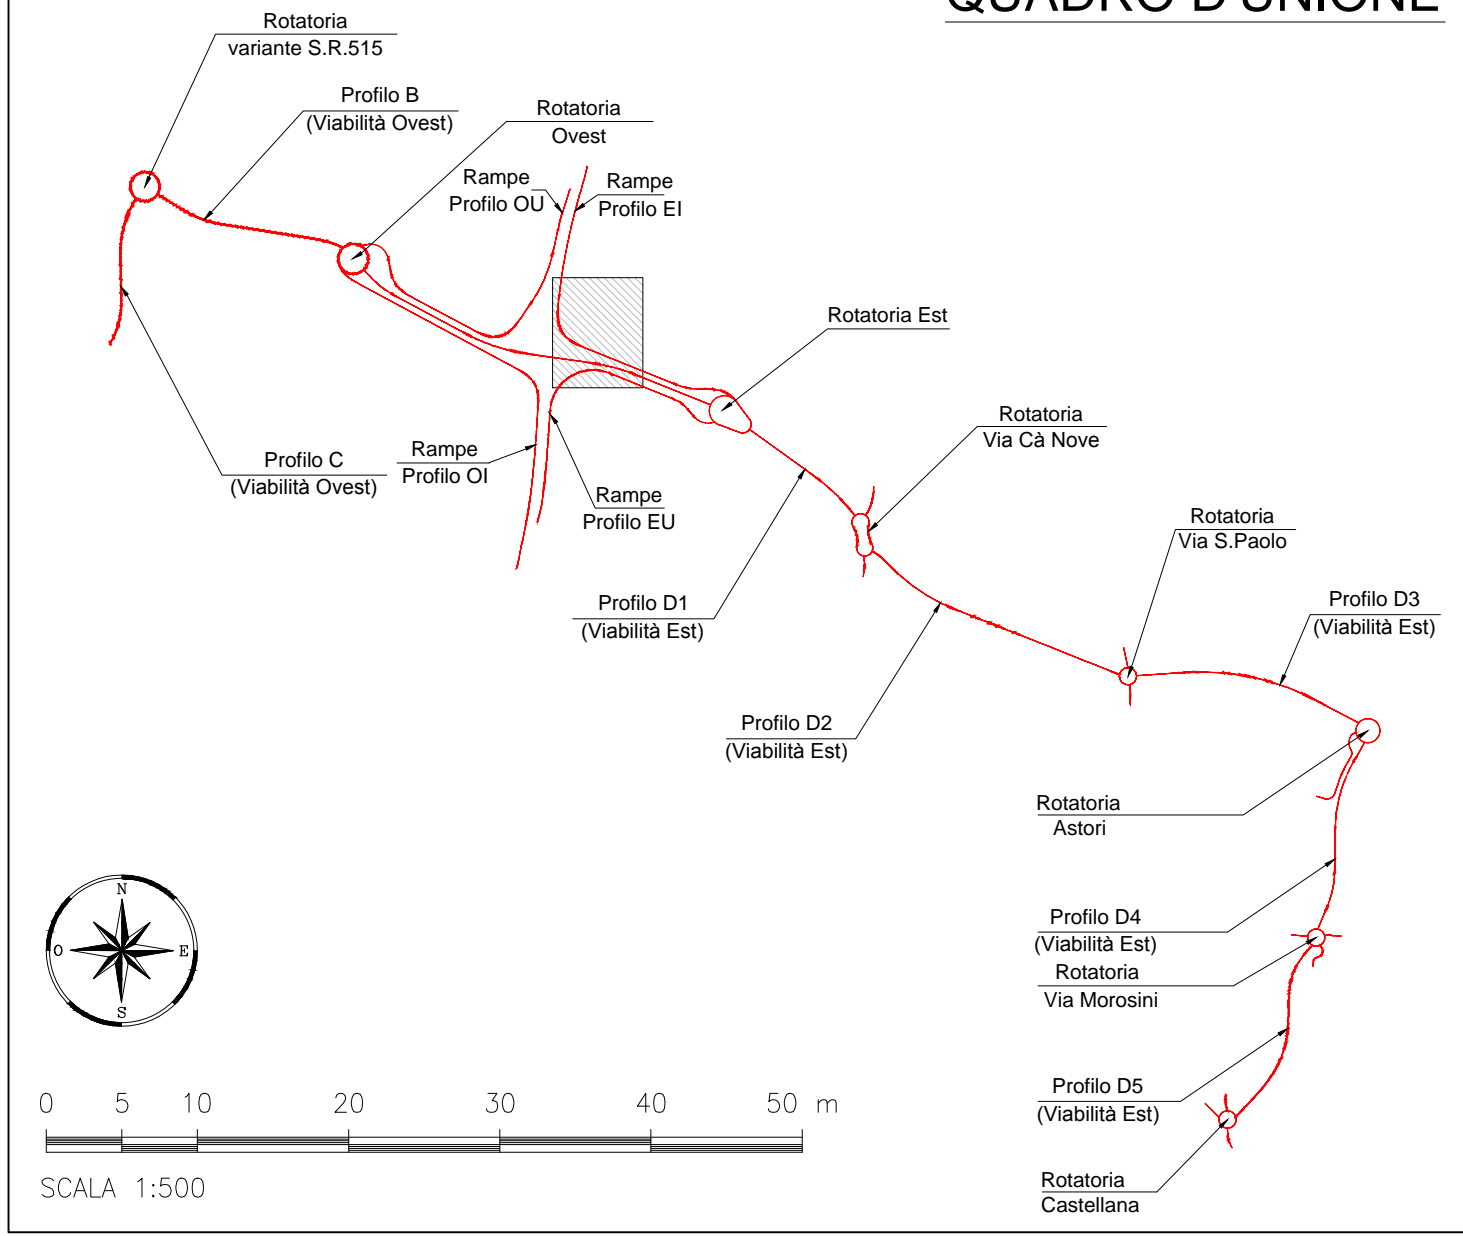 QUADRO D'UNIONE
Rotatoria
variante S.R.515
Profilo B
(Viabilità Ovest)
Rotatoria
Ovest
Rampe
Profilo OU
Rampe
Profilo EI
Rotatoria Est
Rotatoria
Via Cà Nove
Profilo C
(Viabilità Ovest)
Rampe
Profilo OI
Rampe
Profilo EU
Rotatoria
Via S.Paolo
Profilo D1
(Viabilità Est)
Profilo D3
(Viabilità Est)
Profilo D2
(Viabilità Est)
Rotatoria
Astori
Profilo D4
(Viabilità Est)
Rotatoria
Via Morosini
Profilo D5
(Viabilità Est)
Rotatoria
Castellana
N
O
E
S
0 5 10 20 30 40 50 m
SCALA 1:500